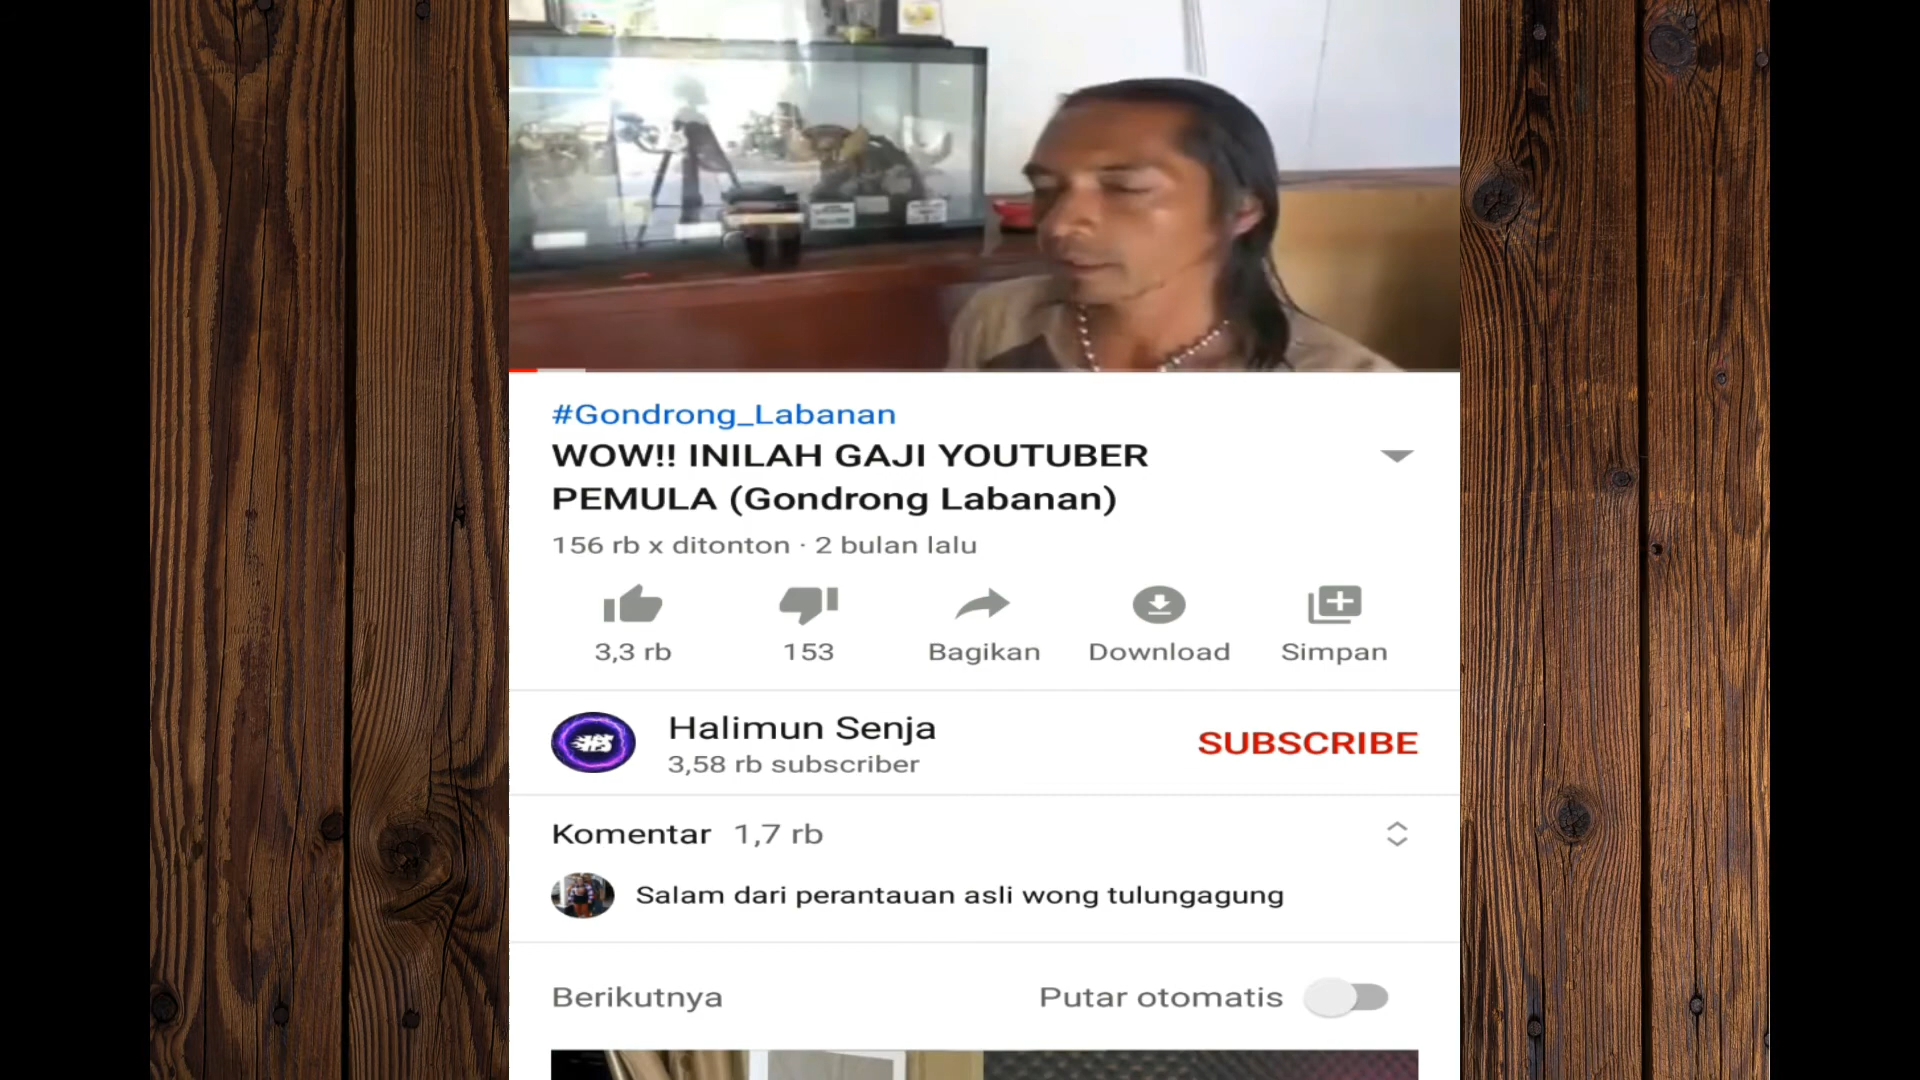 #Gondrong_Labanan
WOW!! INILAH GAJI YOUTUBER
PEMULA (Gondrong Labanan)
156 rb x ditonton · 2 bulan lalu
3,3 rb
153
Bagikan
Download
Simpan
Halimun Senja
3,58 rb subscriber
SUBSCRIBE
Komentar 1,7 rb
Salam dari perantauan asli wong tulungagung
Berikutnya
Putar otomatis